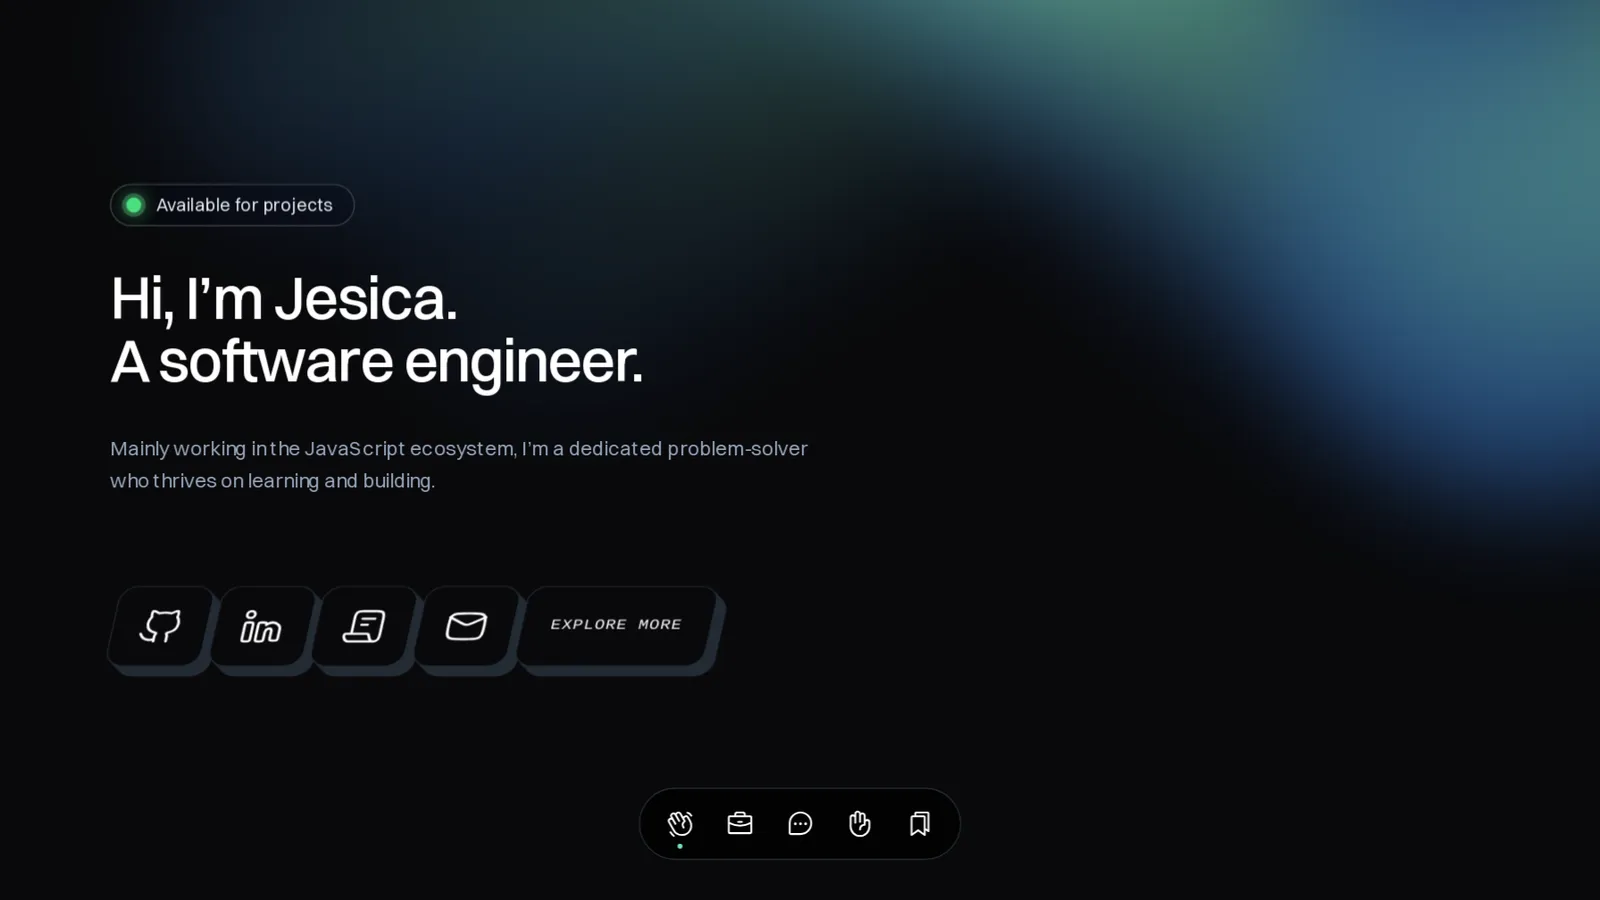 Available for projects
Hi, I’m Jesica.
A software engineer.
Mainly working in the JavaScript ecosystem, I’m a dedicated problem-solver
who thrives on learning and building.
in
EXPLORE MORE